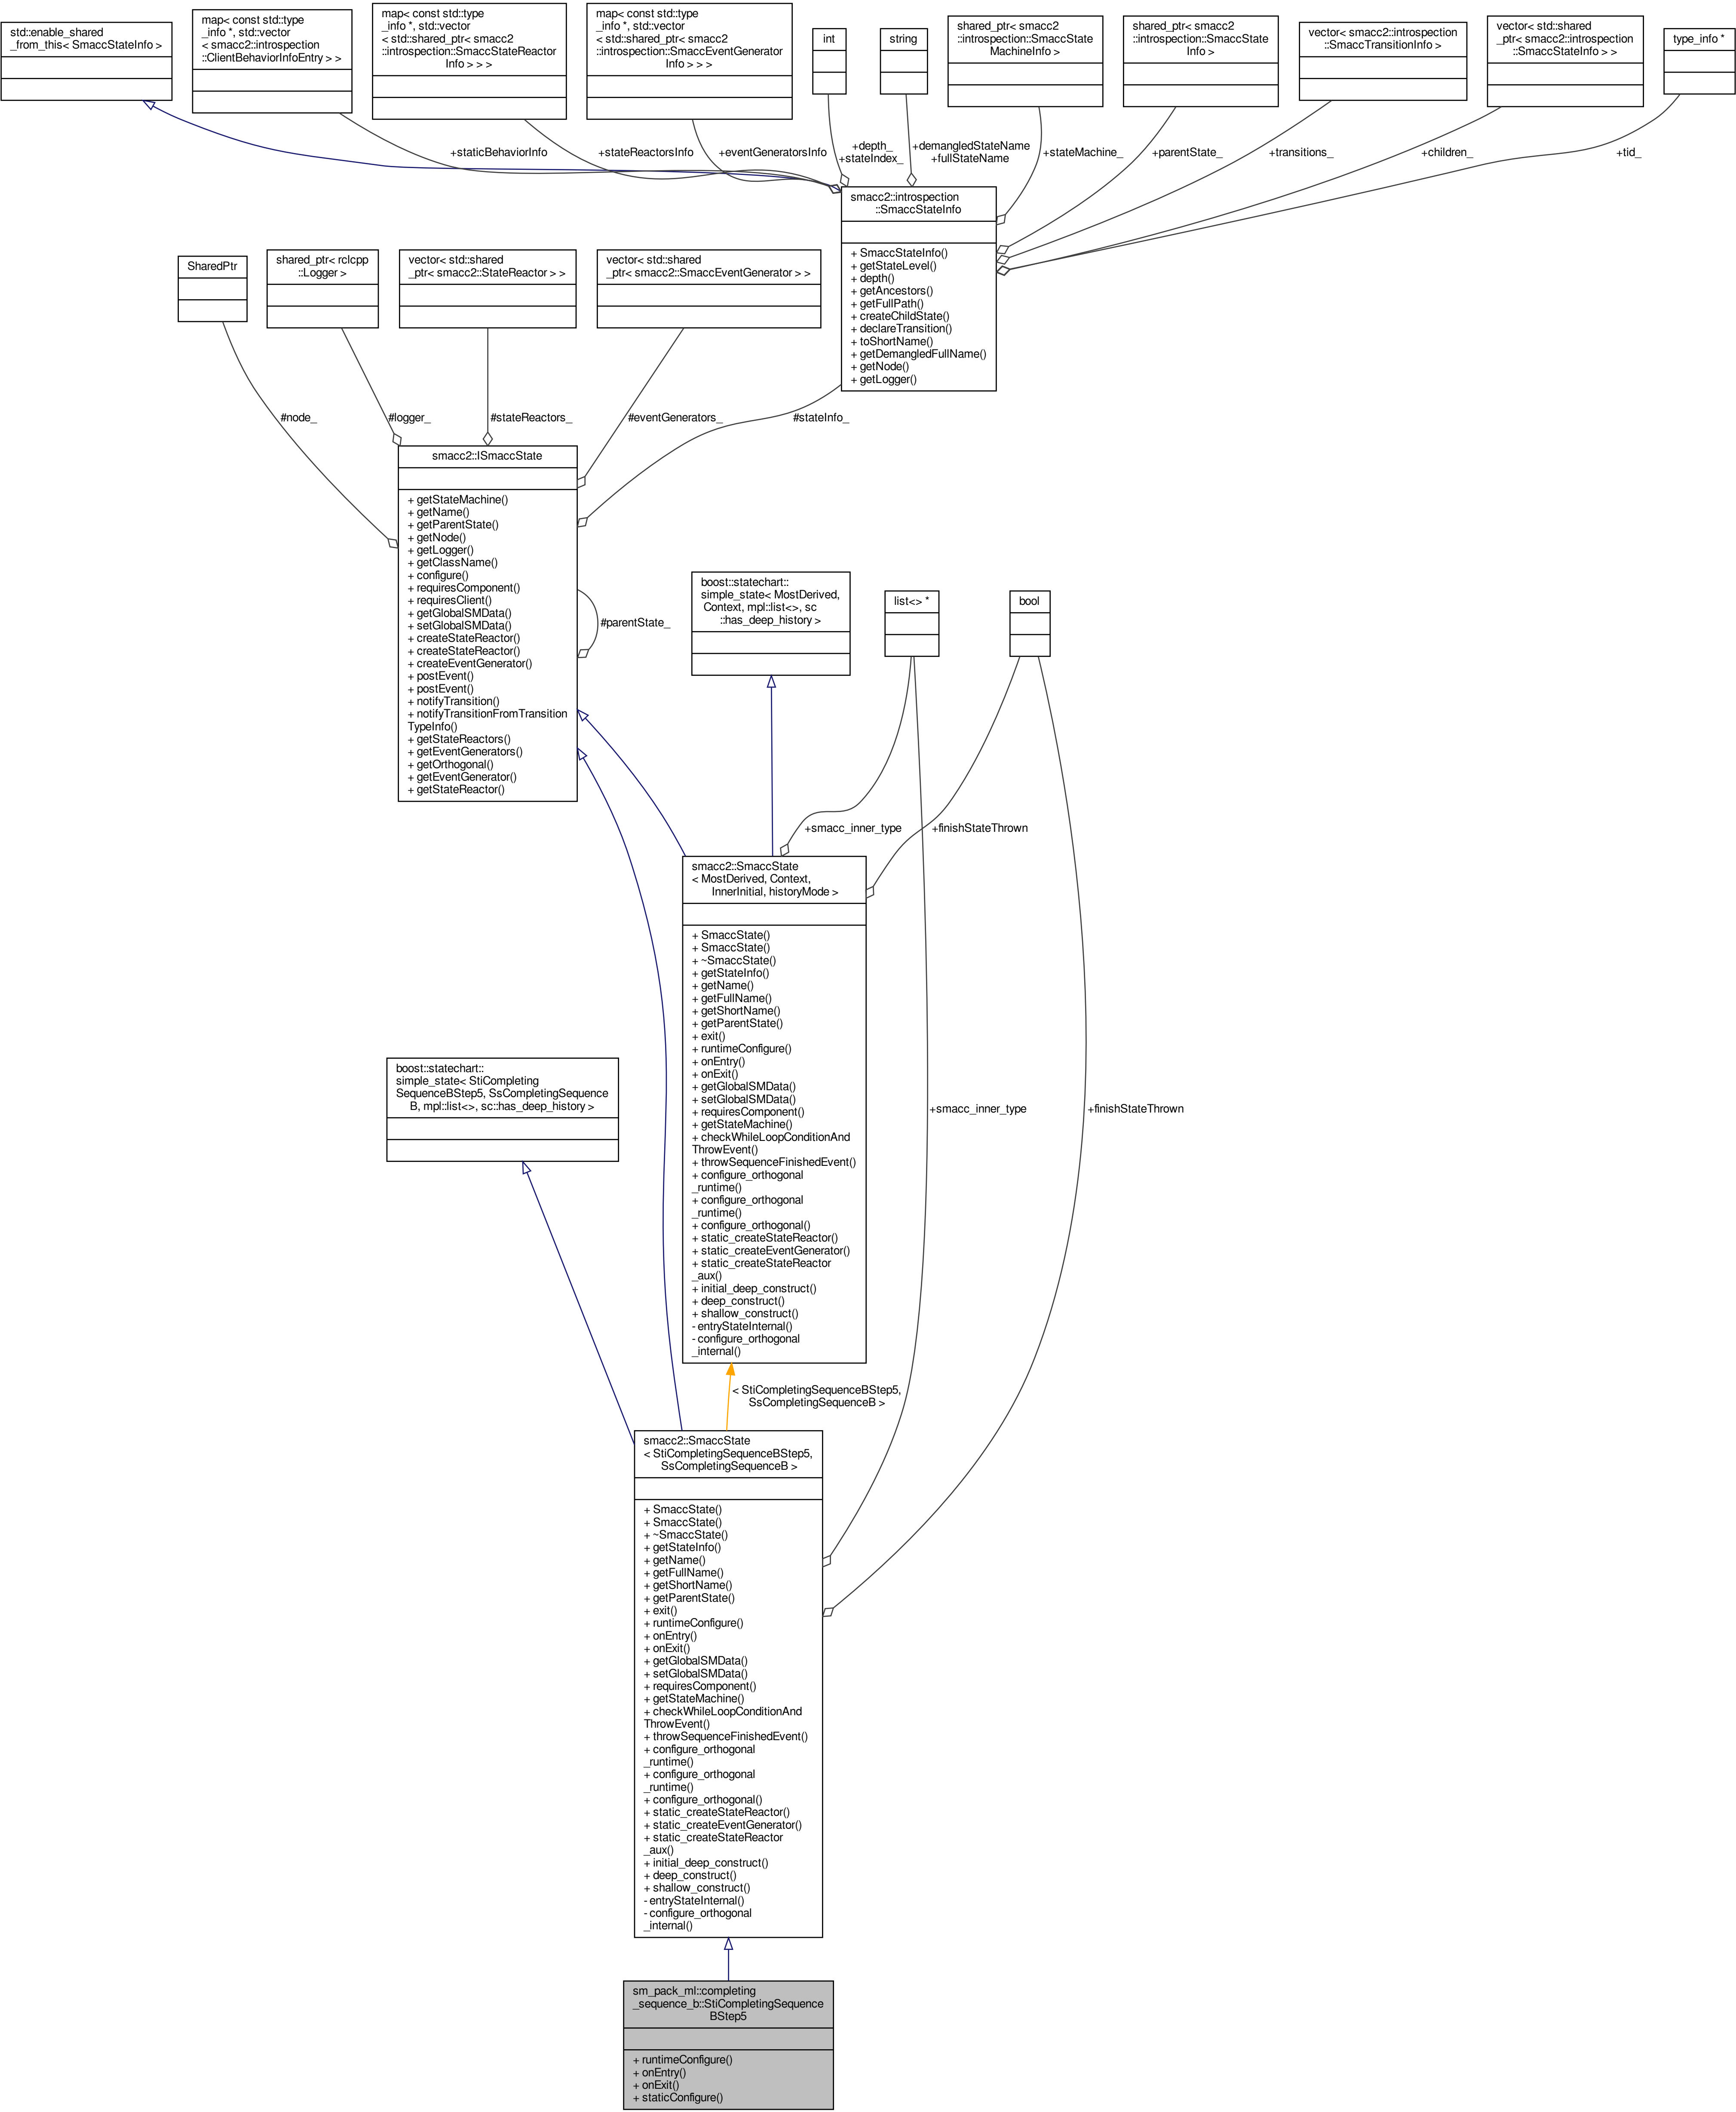 std::enable_shared
_from_this< SmaccStateInfo >
map< const std::type
_info *, std::vector
< smacc2::introspection
::ClientBehaviorInfoEntry > >
map< const std::type
_info *, std::vector
< std::shared_ptr< smacc2
::introspection::SmaccStateReactor
Info > > >
map< const std::type
_info *, std::vector
< std::shared_ptr< smacc2
::introspection::SmaccEventGenerator
Info > > >
int
string
shared_ptr< smacc2
::introspection::SmaccState
MachineInfo >
shared_ptr< smacc2
::introspection::SmaccState
Info >
vector< smacc2::introspection
::SmaccTransitionInfo >
vector< std::shared
_ptr< smacc2::introspection
::SmaccStateInfo > >
type_info *
+staticBehaviorInfo
+stateReactorsInfo
+eventGeneratorsInfo
+depth_
+stateIndex_
+demangledStateName
+fullStateName
+stateMachine_
+parentState_
+transitions_
+children_
+tid_
smacc2::introspection
::SmaccStateInfo
+ SmaccStateInfo()
+ getStateLevel()
+ depth()
+ getAncestors()
+ getFullPath()
+ createChildState()
+ declareTransition()
+ toShortName()
+ getDemangledFullName()
+ getNode()
+ getLogger()
SharedPtr
shared_ptr< rclcpp
::Logger >
vector< std::shared
_ptr< smacc2::StateReactor > >
vector< std::shared
_ptr< smacc2::SmaccEventGenerator > >
#node_
#logger_
#stateReactors_
#eventGenerators_
#stateInfo_
smacc2::ISmaccState
+ getStateMachine()
+ getName()
+ getParentState()
+ getNode()
+ getLogger()
+ getClassName()
+ configure()
+ requiresComponent()
+ requiresClient()
+ getGlobalSMData()
+ setGlobalSMData()
+ createStateReactor()
+ createStateReactor()
+ createEventGenerator()
+ postEvent()
+ postEvent()
+ notifyTransition()
+ notifyTransitionFromTransition
TypeInfo()
+ getStateReactors()
+ getEventGenerators()
+ getOrthogonal()
+ getEventGenerator()
+ getStateReactor()
#parentState_
boost::statechart::
simple_state< MostDerived,
Context, mpl::list<>, sc
::has_deep_history >
list<> *
bool
+smacc_inner_type
+finishStateThrown
smacc2::SmaccState
< MostDerived, Context,
InnerInitial, historyMode >
+ SmaccState()
+ SmaccState()
+ ~SmaccState()
+ getStateInfo()
+ getName()
+ getFullName()
+ getShortName()
+ getParentState()
+ exit()
+ runtimeConfigure()
+ onEntry()
+ onExit()
+ getGlobalSMData()
+ setGlobalSMData()
+ requiresComponent()
+ getStateMachine()
+ checkWhileLoopConditionAnd
ThrowEvent()
+ throwSequenceFinishedEvent()
+ configure_orthogonal
_runtime()
+ configure_orthogonal
_runtime()
+ configure_orthogonal()
+ static_createStateReactor()
+ static_createEventGenerator()
+ static_createStateReactor
_aux()
+ initial_deep_construct()
+ deep_construct()
+ shallow_construct()
- entryStateInternal()
- configure_orthogonal
_internal()
boost::statechart::
simple_state< StiCompleting
SequenceBStep5, SsCompletingSequence
B, mpl::list<>, sc::has_deep_history >
+smacc_inner_type
+finishStateThrown
< StiCompletingSequenceBStep5,
SsCompletingSequenceB >
smacc2::SmaccState
< StiCompletingSequenceBStep5,
SsCompletingSequenceB >
+ SmaccState()
+ SmaccState()
+ ~SmaccState()
+ getStateInfo()
+ getName()
+ getFullName()
+ getShortName()
+ getParentState()
+ exit()
+ runtimeConfigure()
+ onEntry()
+ onExit()
+ getGlobalSMData()
+ setGlobalSMData()
+ requiresComponent()
+ getStateMachine()
+ checkWhileLoopConditionAnd
ThrowEvent()
+ throwSequenceFinishedEvent()
+ configure_orthogonal
_runtime()
+ configure_orthogonal
_runtime()
+ configure_orthogonal()
+ static_createStateReactor()
+ static_createEventGenerator()
+ static_createStateReactor
_aux()
+ initial_deep_construct()
+ deep_construct()
+ shallow_construct()
- entryStateInternal()
- configure_orthogonal
_internal()
sm_pack_ml::completing
_sequence_b::StiCompletingSequence
BStep5
+ runtimeConfigure()
+ onEntry()
+ onExit()
+ staticConfigure()